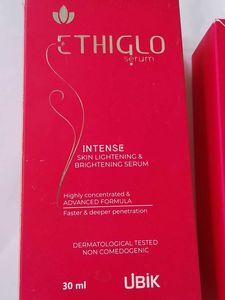 ETHIGLO
serum
INTENSE
SKIN LIGHTENING &
BRIGHTENING SERUM
Highly concentrated &
ADVANCED FORMULA
Faster & deeper penetration
DERMATOLOGICAL TESTED
NON COMEDOGENIC
30 ml UBIK